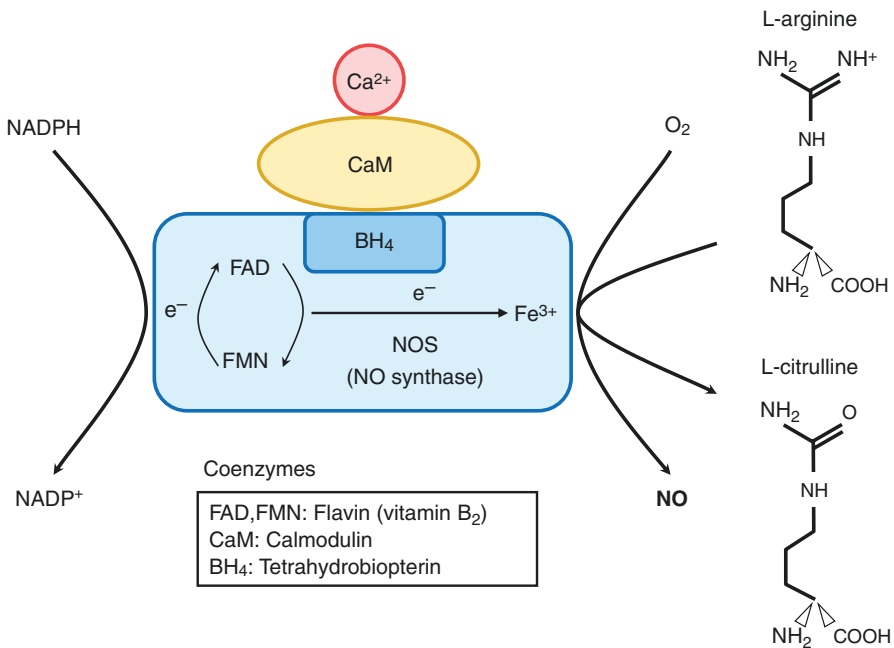 L-arginine
NH₂
NH⁺
NH
NH₂
COOH
Ca²⁺
NADPH
CaM
O₂
BH₄
FAD
e⁻
e⁻
Fe³⁺
FMN
NOS
(NO synthase)
L-citrulline
NH₂
O
NH
NH₂
COOH
NADP⁺
NO
Coenzymes
FAD,FMN: Flavin (vitamin B₂)
CaM: Calmodulin
BH₄: Tetrahydrobiopterin